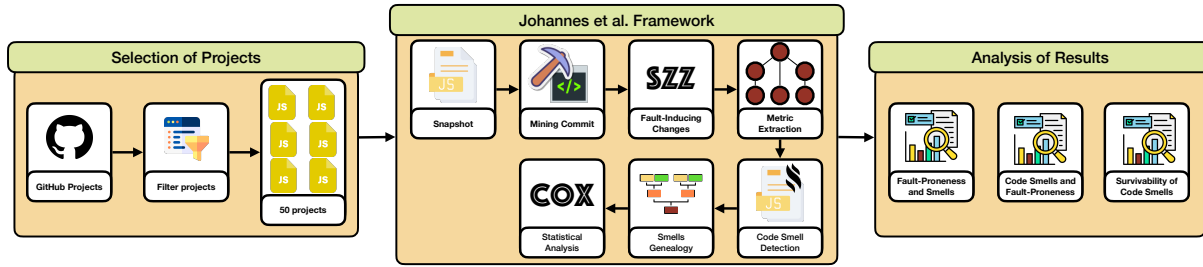 Selection of Projects
JS JS
JS JS
JS JS
GitHub Projects
Filter projects
50 projects
Johannes et al. Framework
JS
Snapshot
</>
Mining Commit
SZZ
Fault-Inducing
Changes
Metric
Extraction
COX
Statistical
Analysis
Smells
Genealogy
JS
Code Smell
Detection
Analysis of Results
Fault-Proneness
and Smells
Code Smells and
Fault-Proneness
Survivability of
Code Smells